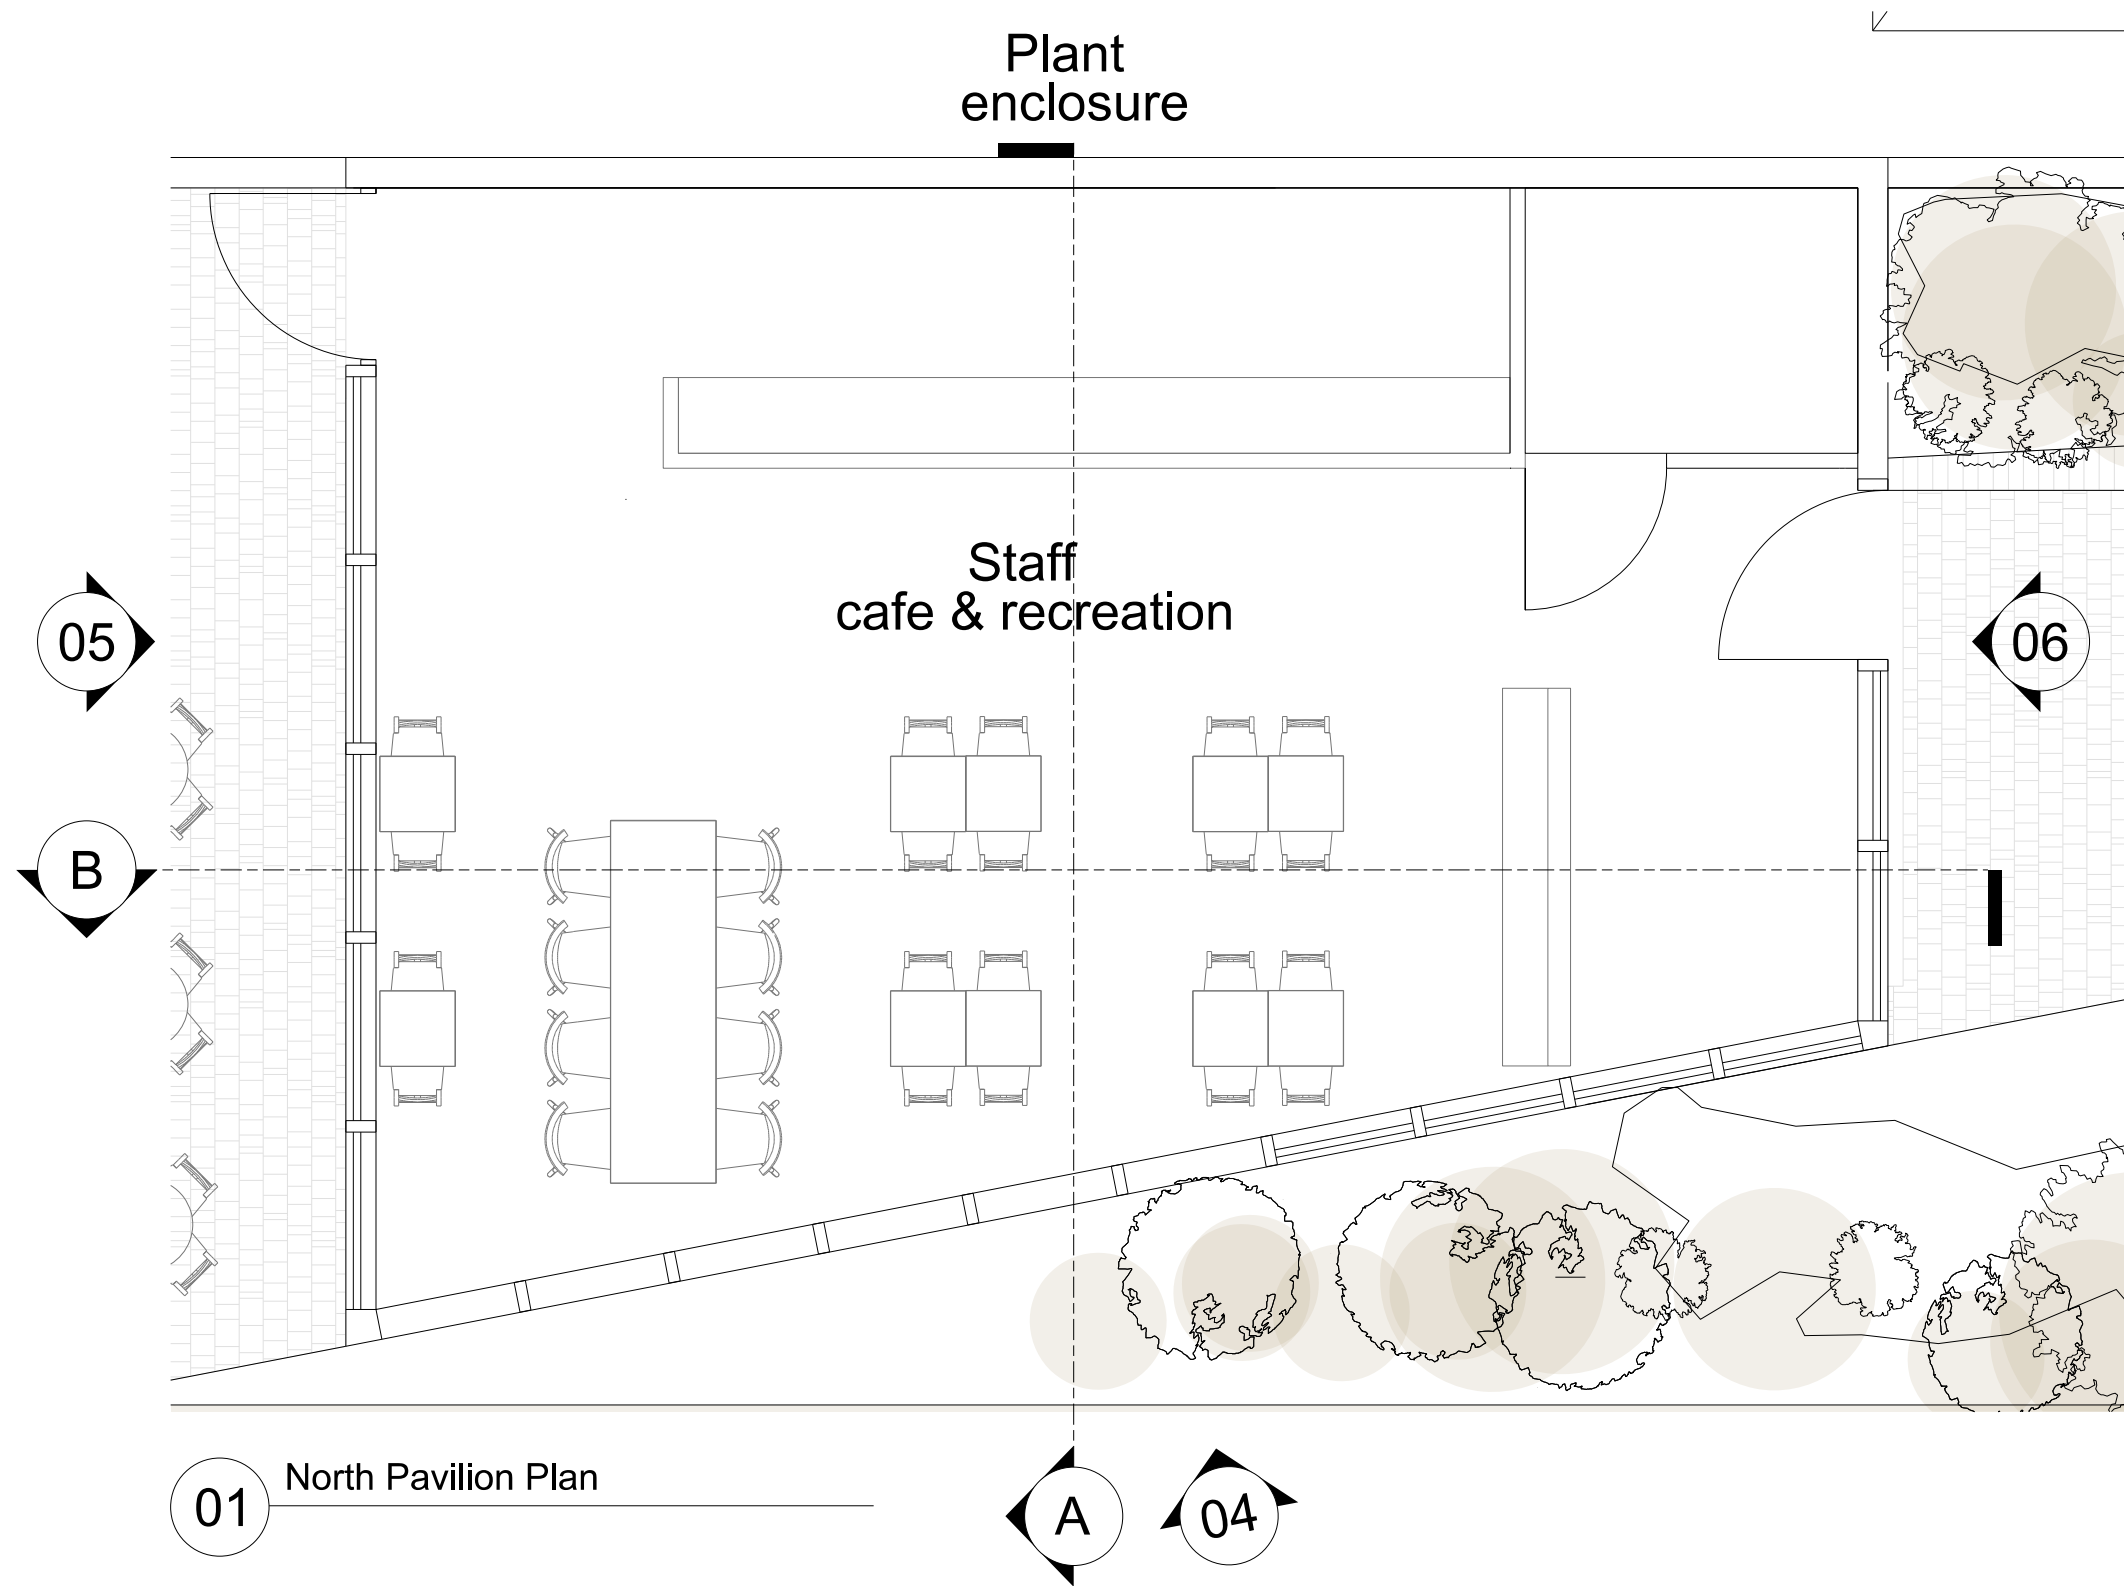 Plant
enclosure
Staff
cafe & recreation
05
06
B
01
North Pavilion Plan
A
04